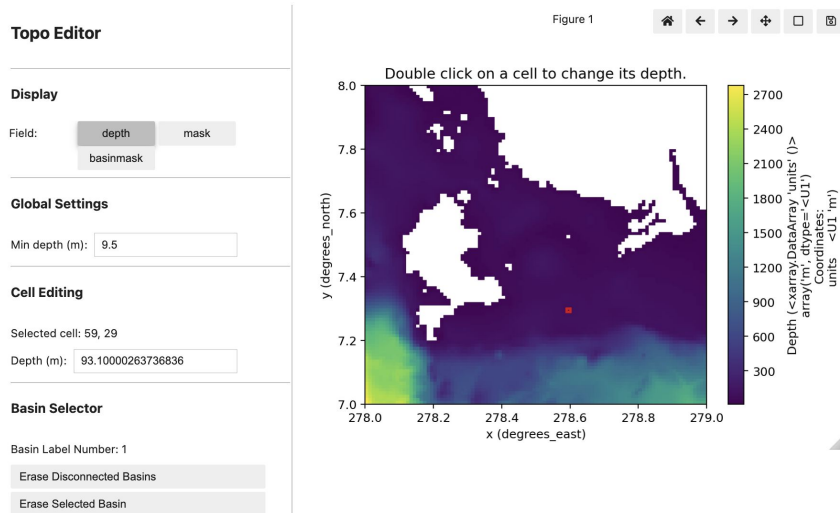 Topo Editor
Display
Field:
depth
mask
basinmask
Global Settings
Min depth (m):
9.5
Cell Editing
Selected cell: 59, 29
Depth (m):
93.10000263736836
Basin Selector
Basin Label Number: 1
Erase Disconnected Basins
Erase Selected Basin
Figure 1
Double click on a cell to change its depth.
8.0
7.8
7.6
7.4
7.2
7.0
y (degrees_north)
278.0
278.2
278.4
278.6
278.8
279.0
x (degrees_east)
2700
2400
2100
1800
1500
1200
900
600
300
Depth (<xarray.DataArray 'units' ()>
array('m', dtype='<U1')
Coordinates:
units <U1 'm')